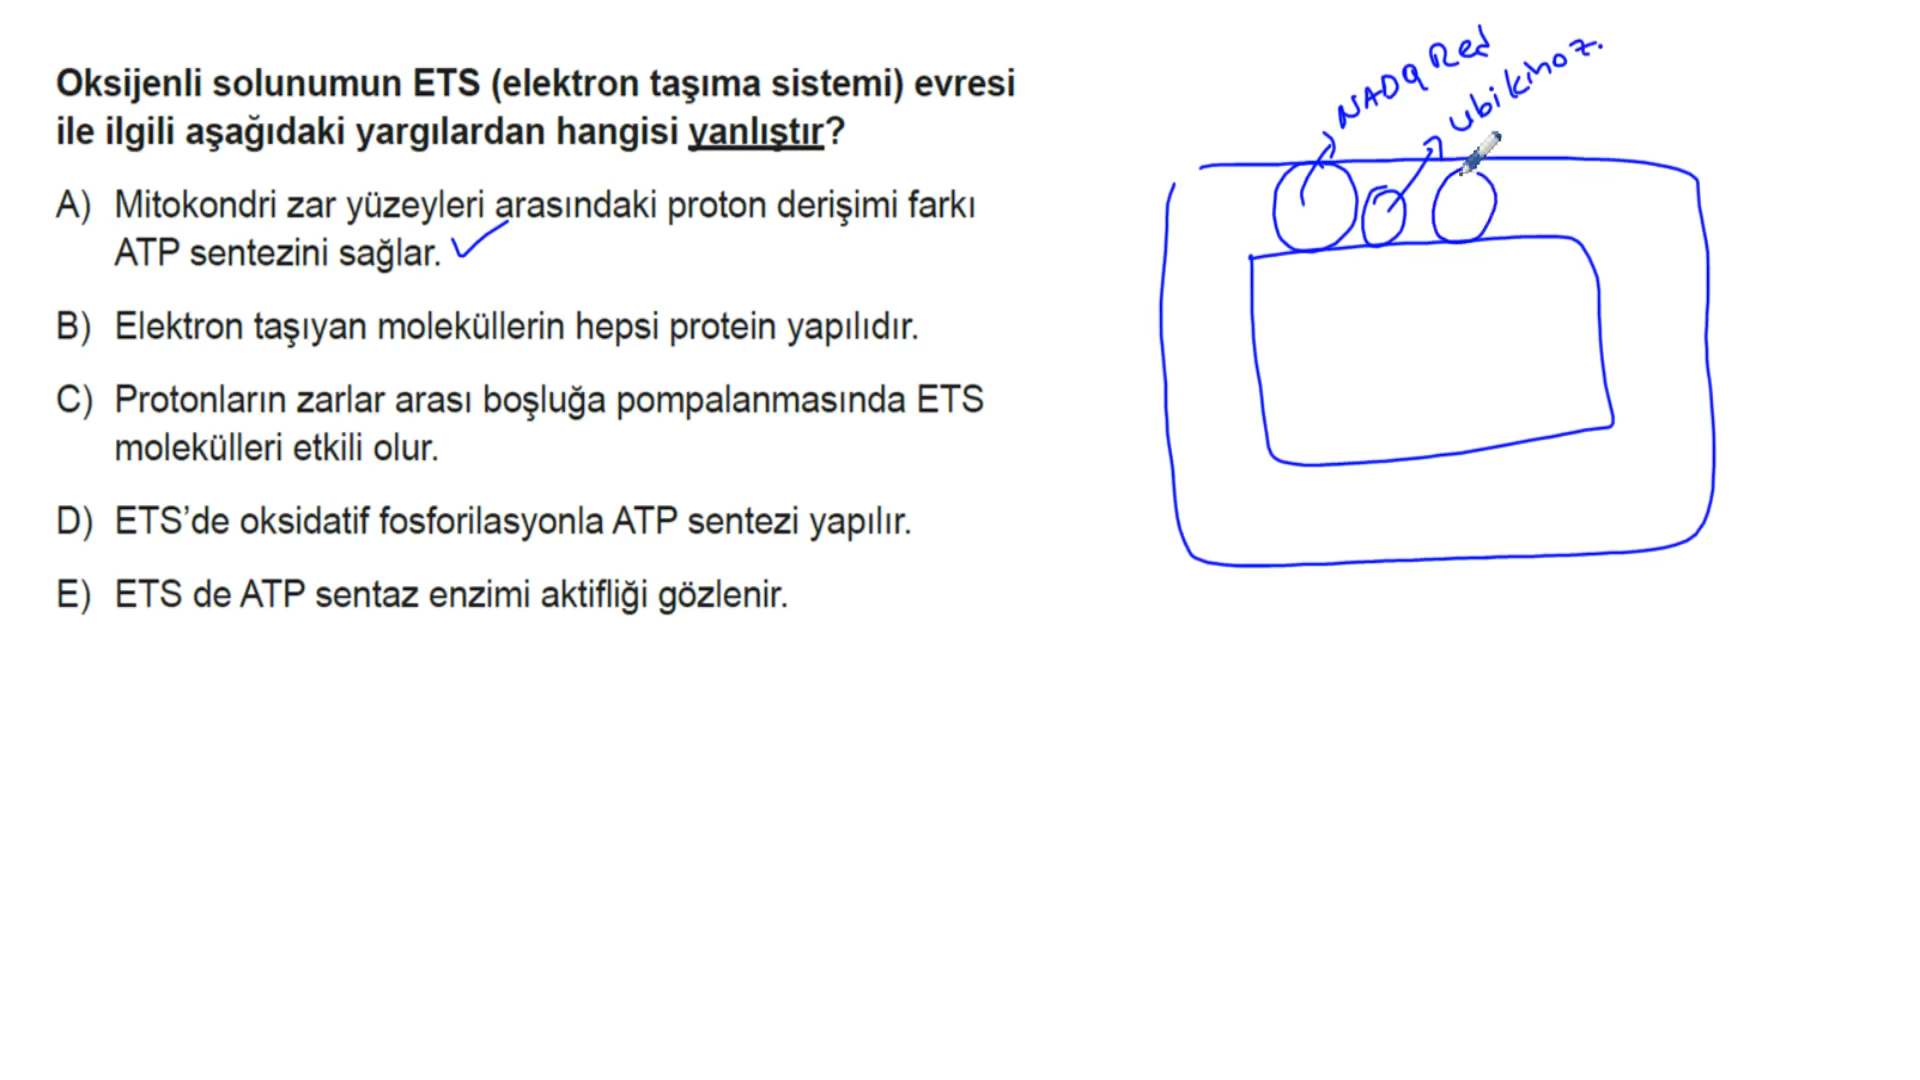 Oksijenli solunumun ETS (elektron taşıma sistemi) evresi
ile ilgili aşağıdaki yargılardan hangisi yanlıştır?
A) Mitokondri zar yüzeyleri arasındaki proton derişimi farkı
ATP sentezini sağlar.
B) Elektron taşıyan moleküllerin hepsi protein yapılıdır.
C) Protonların zarlar arası boşluğa pompalanmasında ETS
molekülleri etkili olur.
D) ETS’de oksidatif fosforilasyonla ATP sentezi yapılır.
E) ETS de ATP sentaz enzimi aktifliği gözlenir.
NADQ Red
ubikinoz.